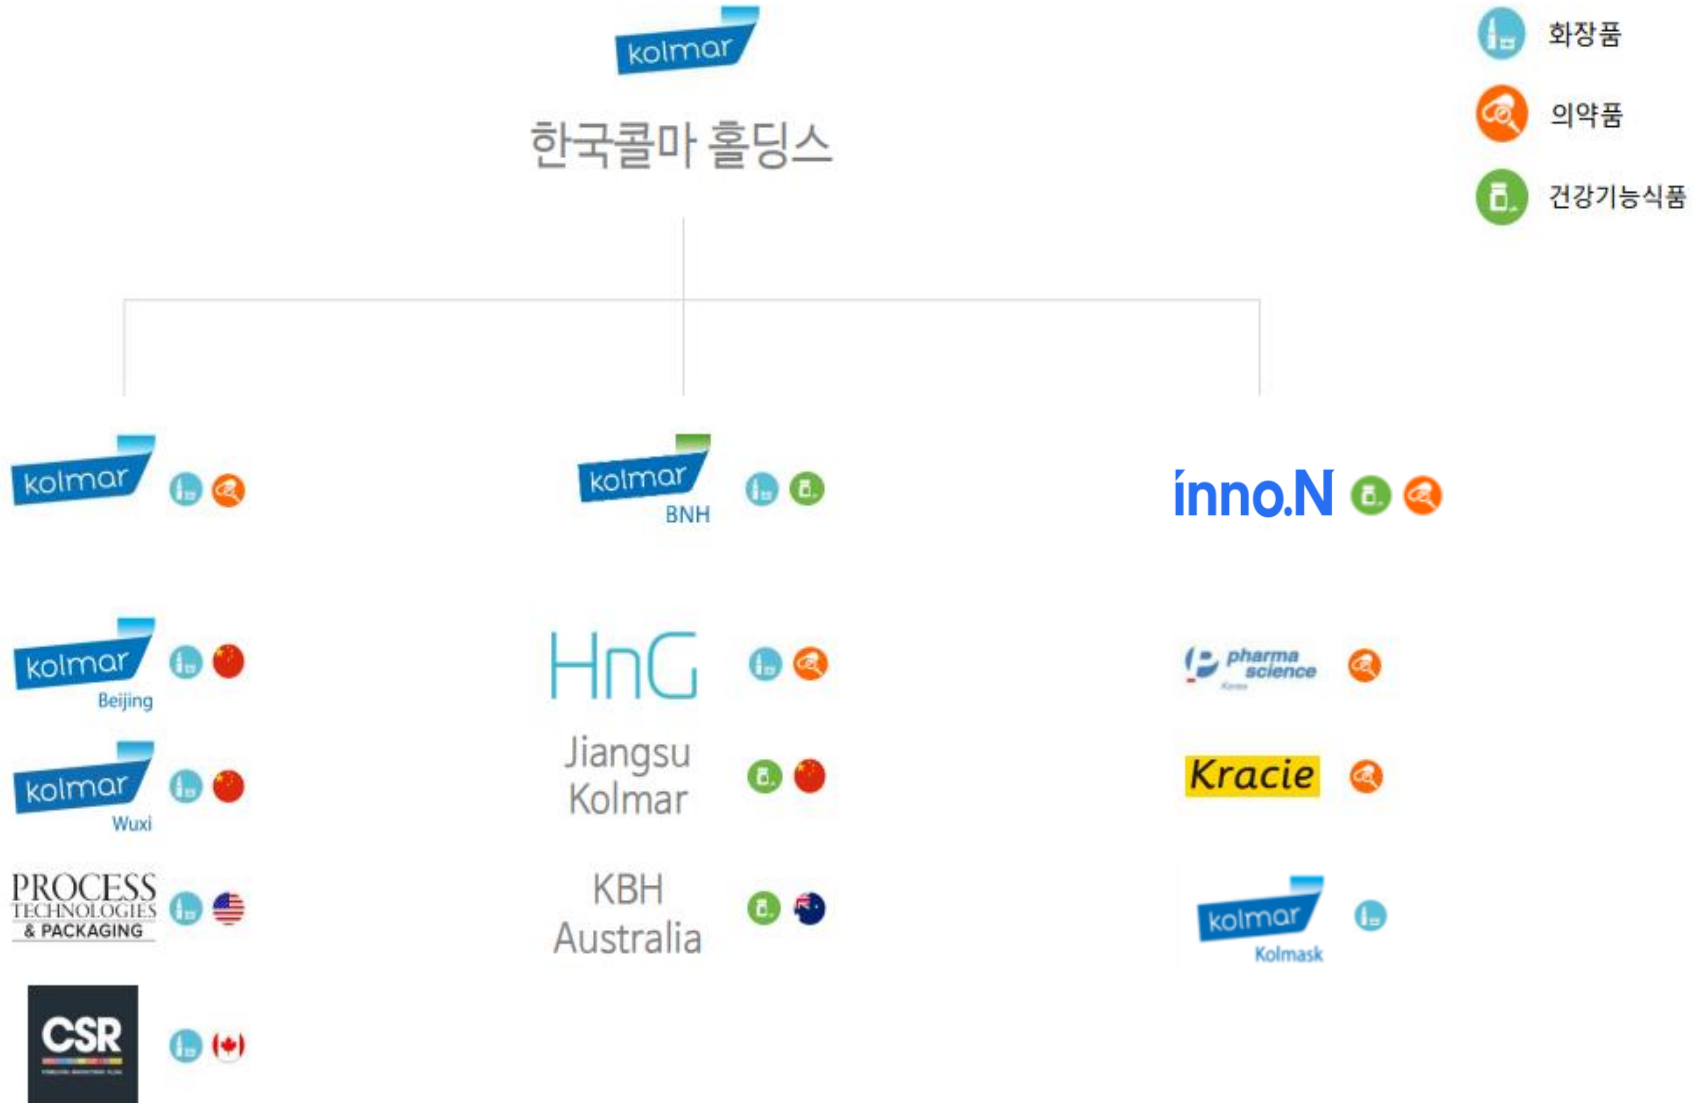 kolmar
한국콜마 홀딩스
화장품
의약품
건강기능식품
kolmar
kolmar
BNH
inno.N
kolmar
Beijing
HnG
pharma
science
Korea
kolmar
Wuxi
Jiangsu
Kolmar
Kracie
PROCESS
TECHNOLOGIES
& PACKAGING
KBH
Australia
kolmar
Kolmask
CSR